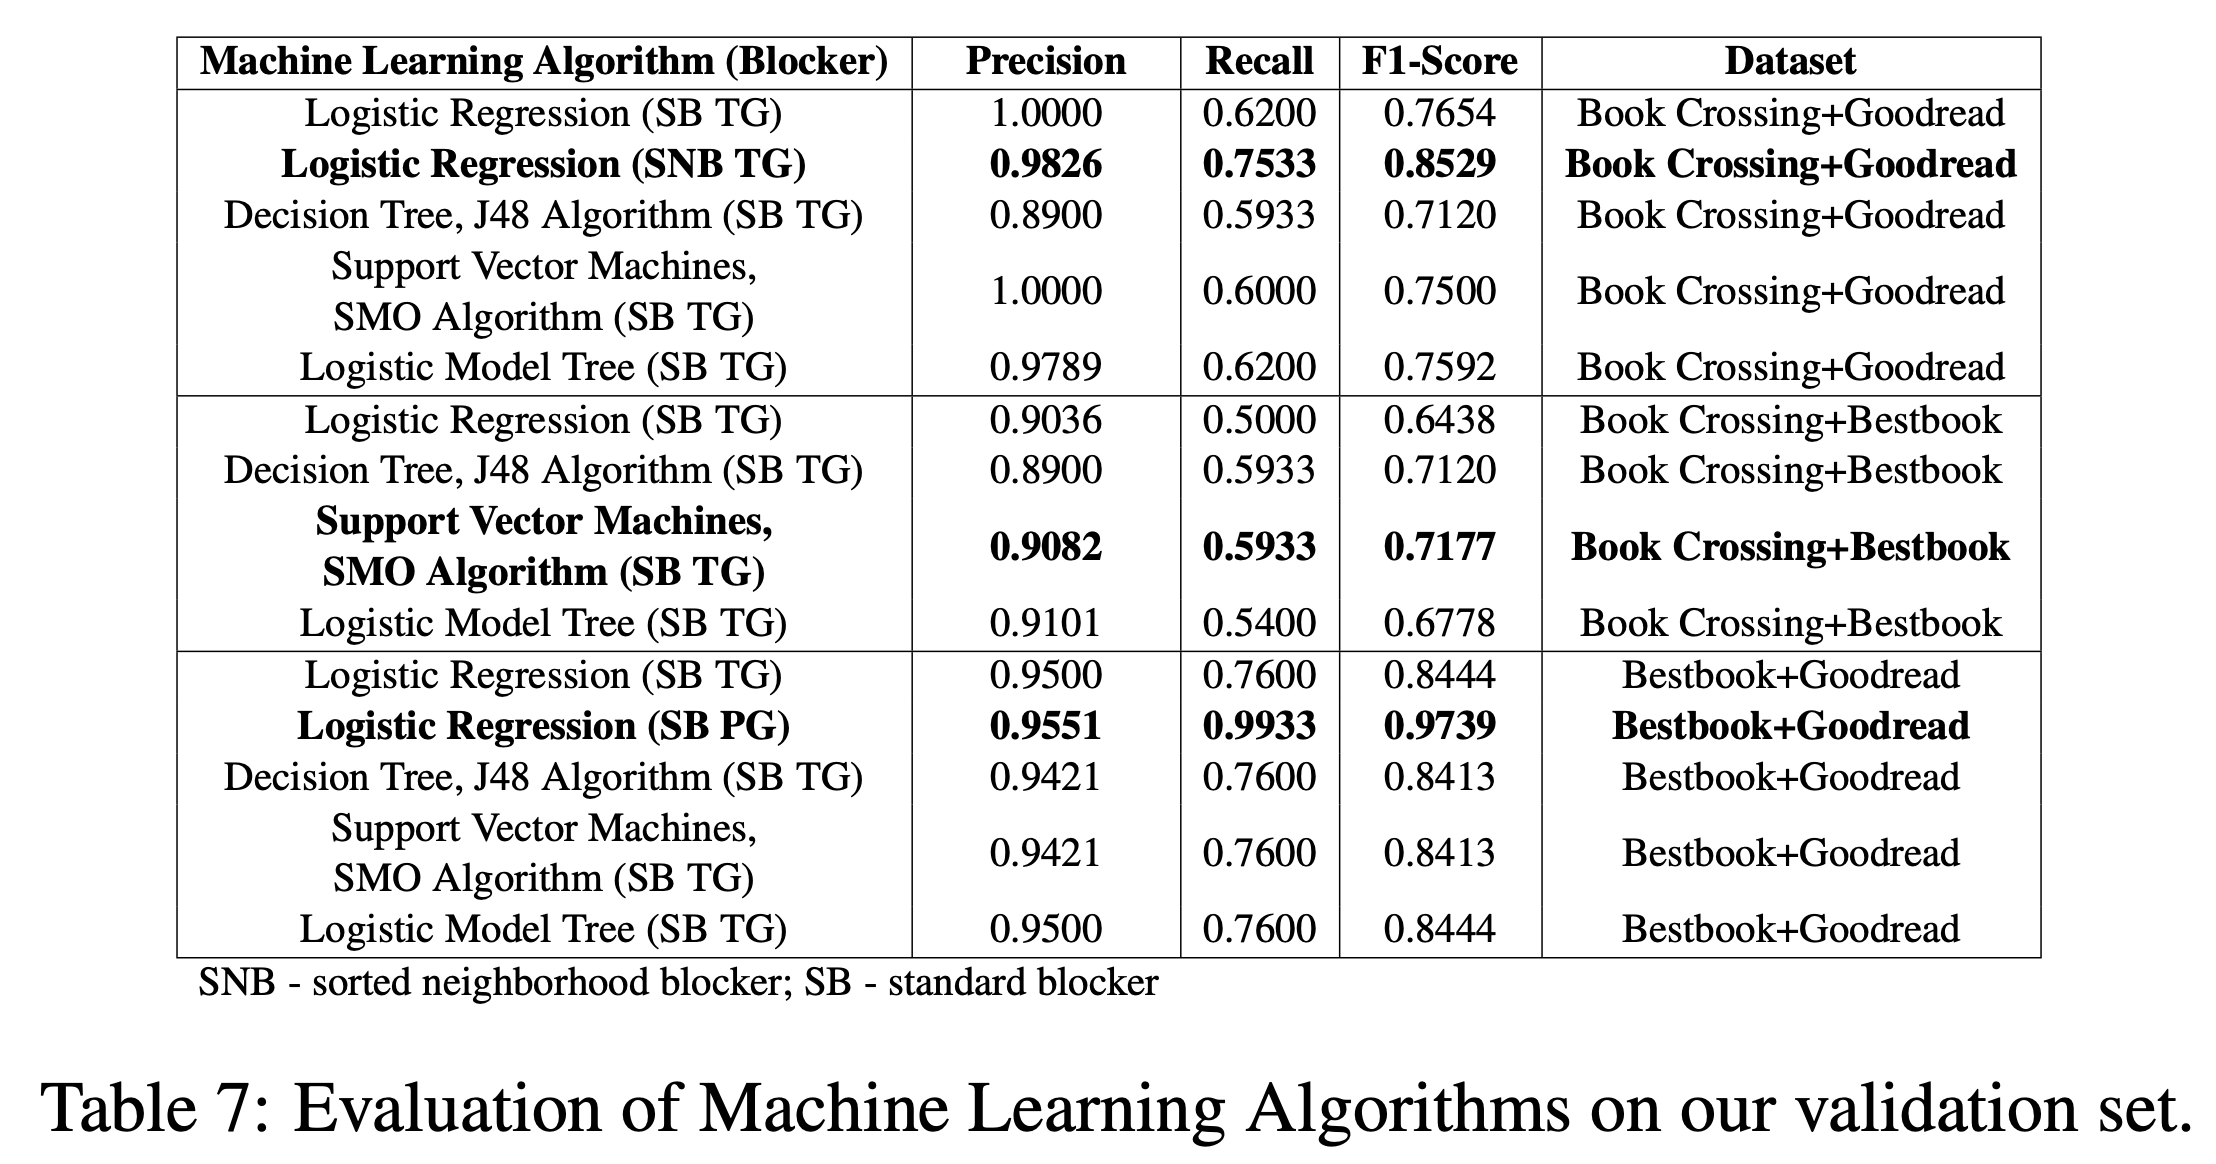 Machine Learning Algorithm (Blocker) Precision Recall F1-Score Dataset
Logistic Regression (SB TG) 1.0000 0.6200 0.7654 Book Crossing+Goodread
Logistic Regression (SNB TG) 0.9826 0.7533 0.8529 Book Crossing+Goodread
Decision Tree, J48 Algorithm (SB TG) 0.8900 0.5933 0.7120 Book Crossing+Goodread
Support Vector Machines,
SMO Algorithm (SB TG) 1.0000 0.6000 0.7500 Book Crossing+Goodread
Logistic Model Tree (SB TG) 0.9789 0.6200 0.7592 Book Crossing+Goodread
Logistic Regression (SB TG) 0.9036 0.5000 0.6438 Book Crossing+Bestbook
Decision Tree, J48 Algorithm (SB TG) 0.8900 0.5933 0.7120 Book Crossing+Bestbook
Support Vector Machines,
SMO Algorithm (SB TG) 0.9082 0.5933 0.7177 Book Crossing+Bestbook
Logistic Model Tree (SB TG) 0.9101 0.5400 0.6778 Book Crossing+Bestbook
Logistic Regression (SB TG) 0.9500 0.7600 0.8444 Bestbook+Goodread
Logistic Regression (SB PG) 0.9551 0.9933 0.9739 Bestbook+Goodread
Decision Tree, J48 Algorithm (SB TG) 0.9421 0.7600 0.8413 Bestbook+Goodread
Support Vector Machines,
SMO Algorithm (SB TG) 0.9421 0.7600 0.8413 Bestbook+Goodread
Logistic Model Tree (SB TG) 0.9500 0.7600 0.8444 Bestbook+Goodread
SNB - sorted neighborhood blocker; SB - standard blocker
Table 7: Evaluation of Machine Learning Algorithms on our validation set.